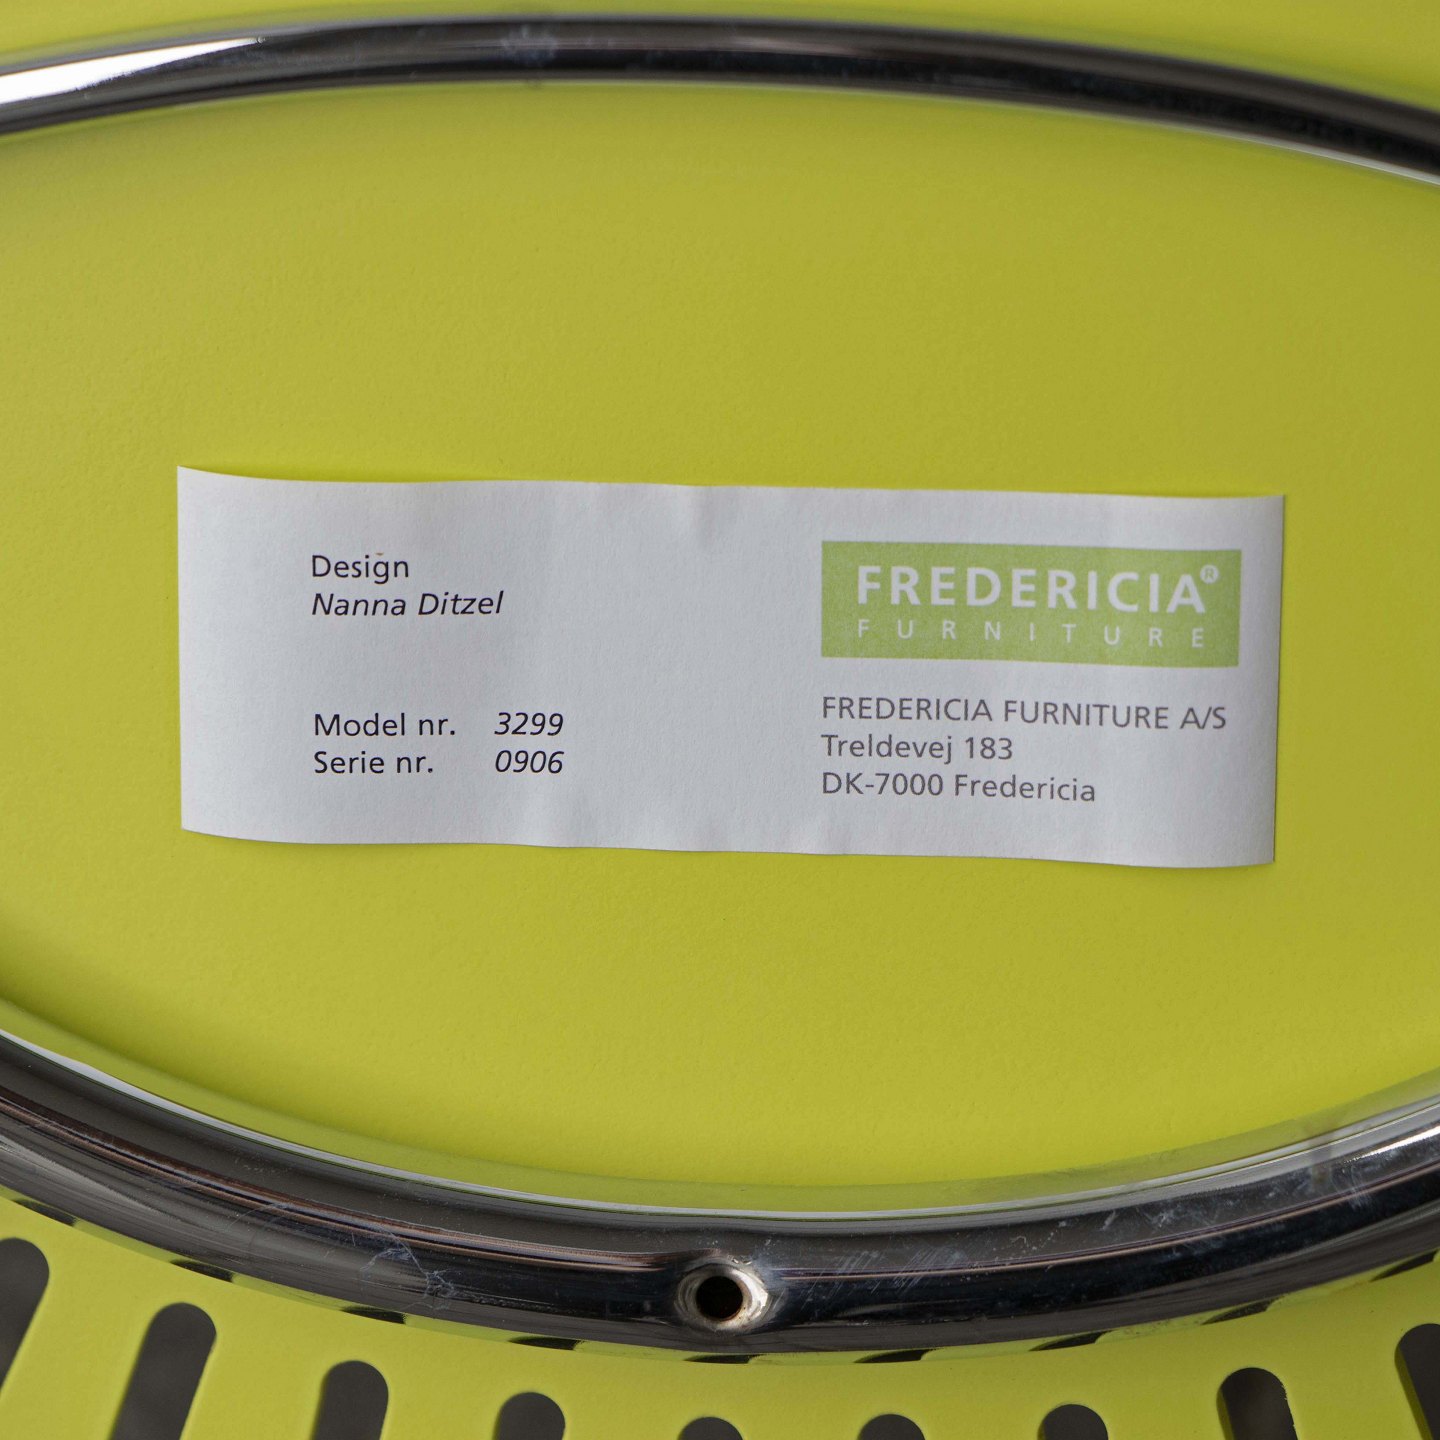 Design
Nanna Ditzel
Model nr. 3299
Serie nr. 0906
FREDERICIA®
FURNITURE
FREDERICIA FURNITURE A/S
Treldevej 183
DK-7000 Fredericia